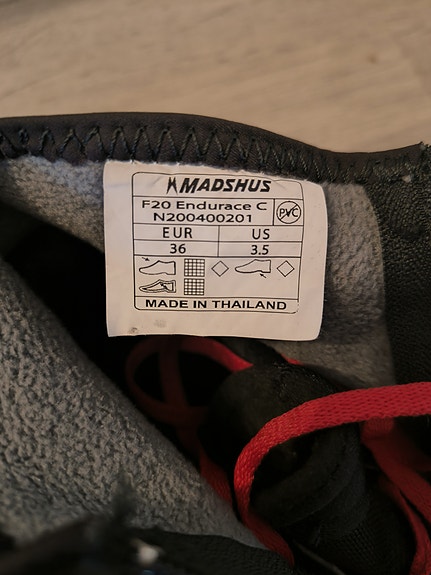 MADSHUS
F20 Endurace C
N200400201
PVC
EUR US
36 3.5
MADE IN THAILAND